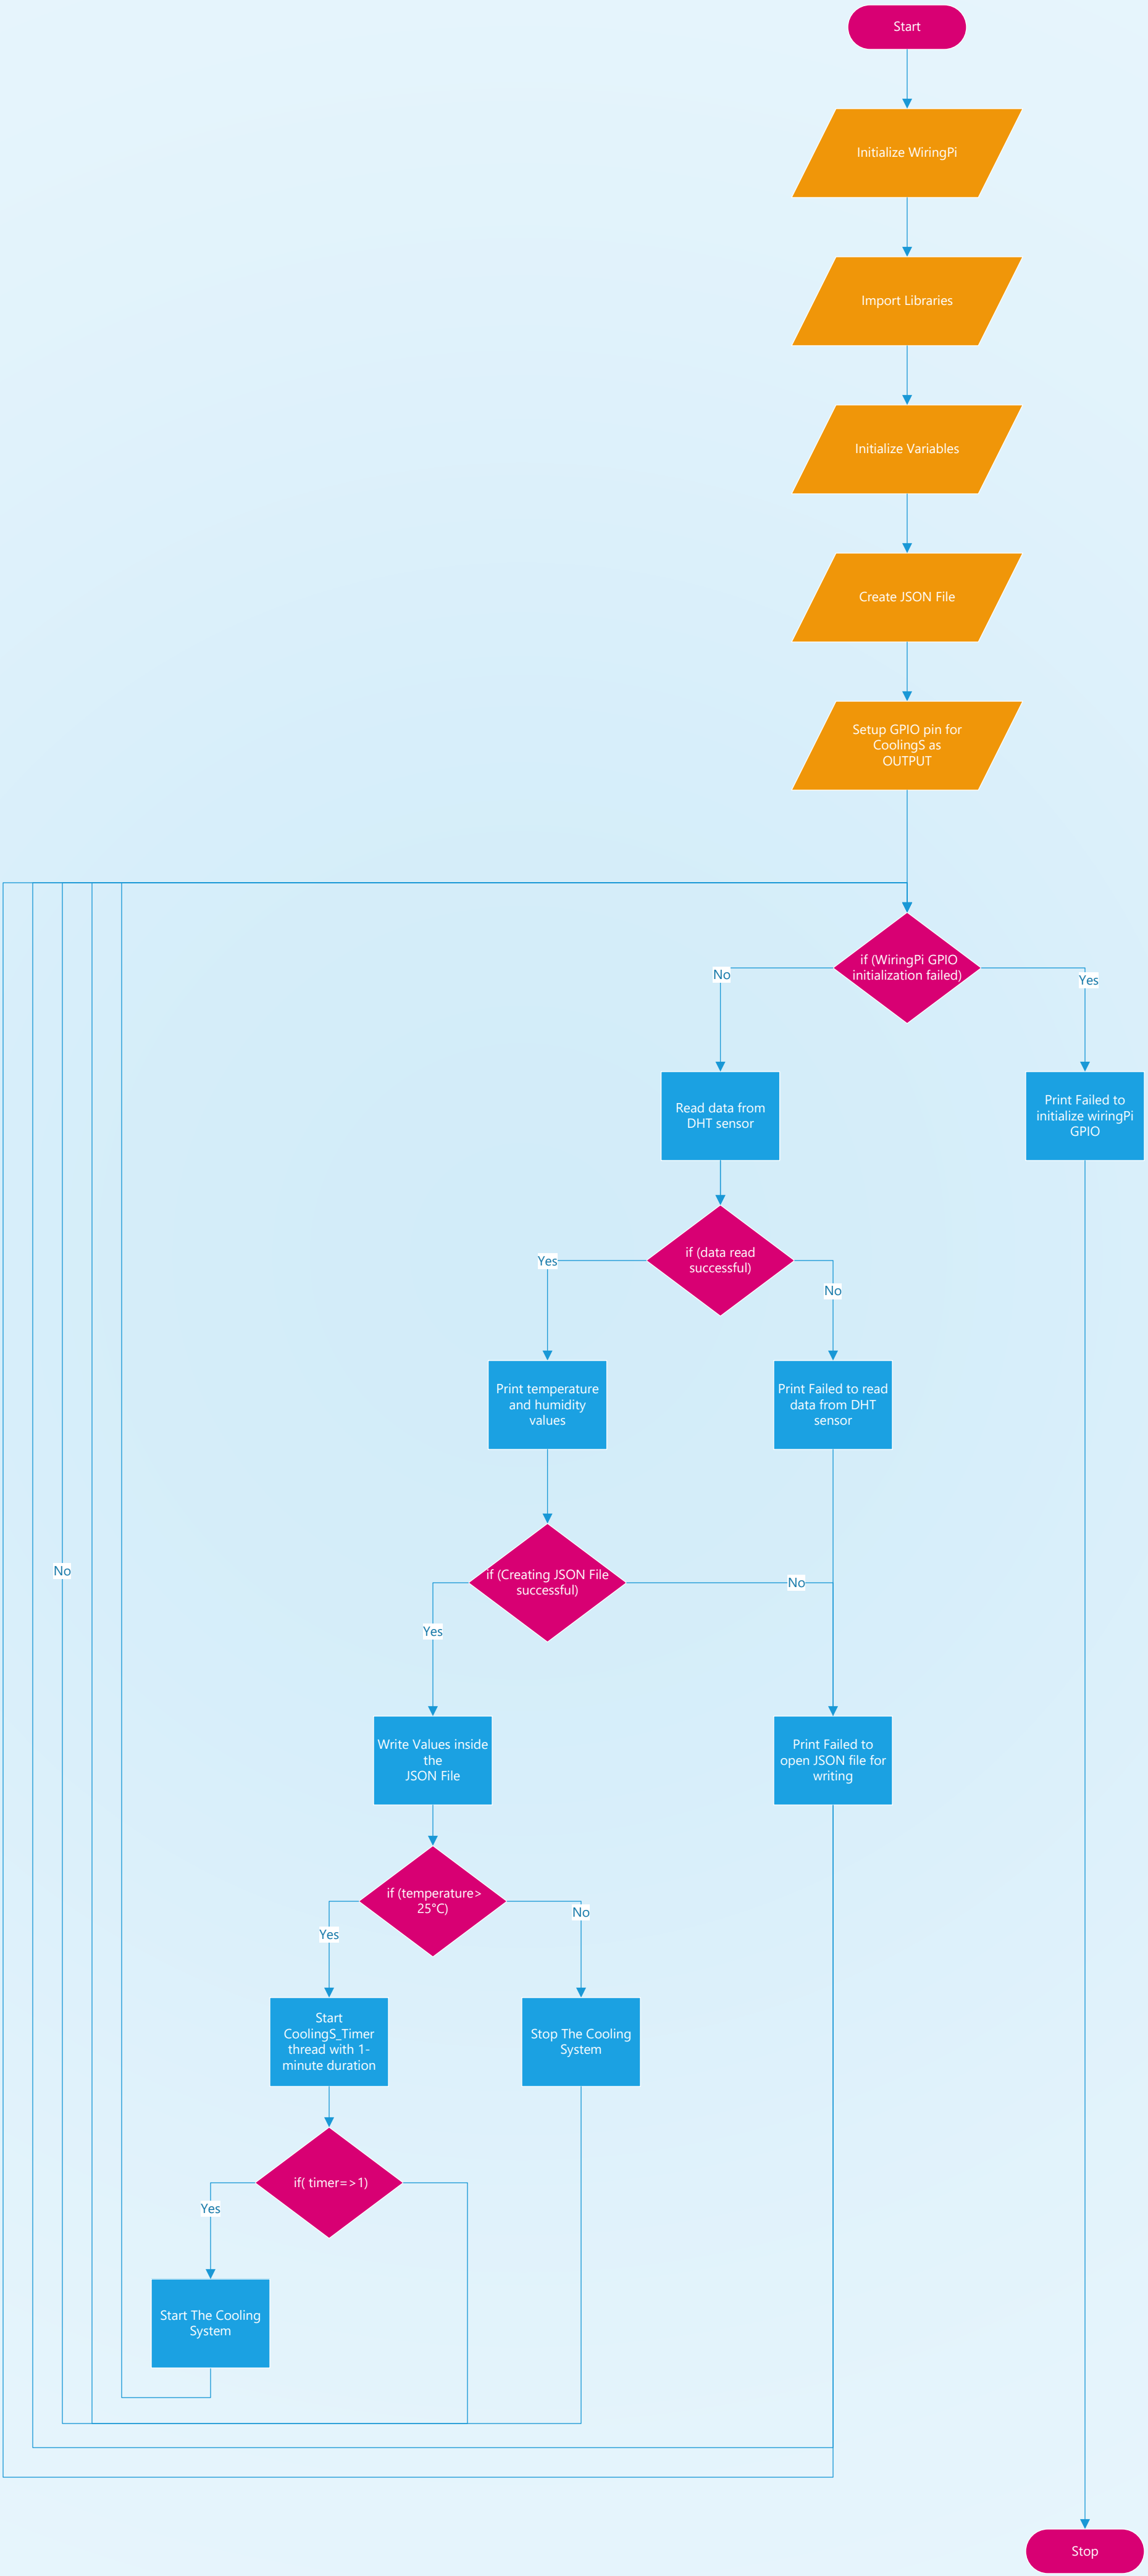 Start
Initialize WiringPi
Import Libraries
Initialize Variables
Create JSON File
Setup GPIO pin for
CoolingS as
OUTPUT
if (WiringPi GPIO
initialization failed)
No
Yes
Read data from
DHT sensor
Print Failed to
initialize wiringPi
GPIO
if (data read
successful)
Yes
No
Print temperature
and humidity
values
Print Failed to read
data from DHT
sensor
if (Creating JSON File
successful)
No
No
Yes
Write Values inside
the
JSON File
Print Failed to
open JSON file for
writing
if (temperature>
25°C)
Yes
No
Start
CoolingS_Timer
thread with 1-
minute duration
Stop The Cooling
System
if( timer=>1)
Yes
Start The Cooling
System
Stop